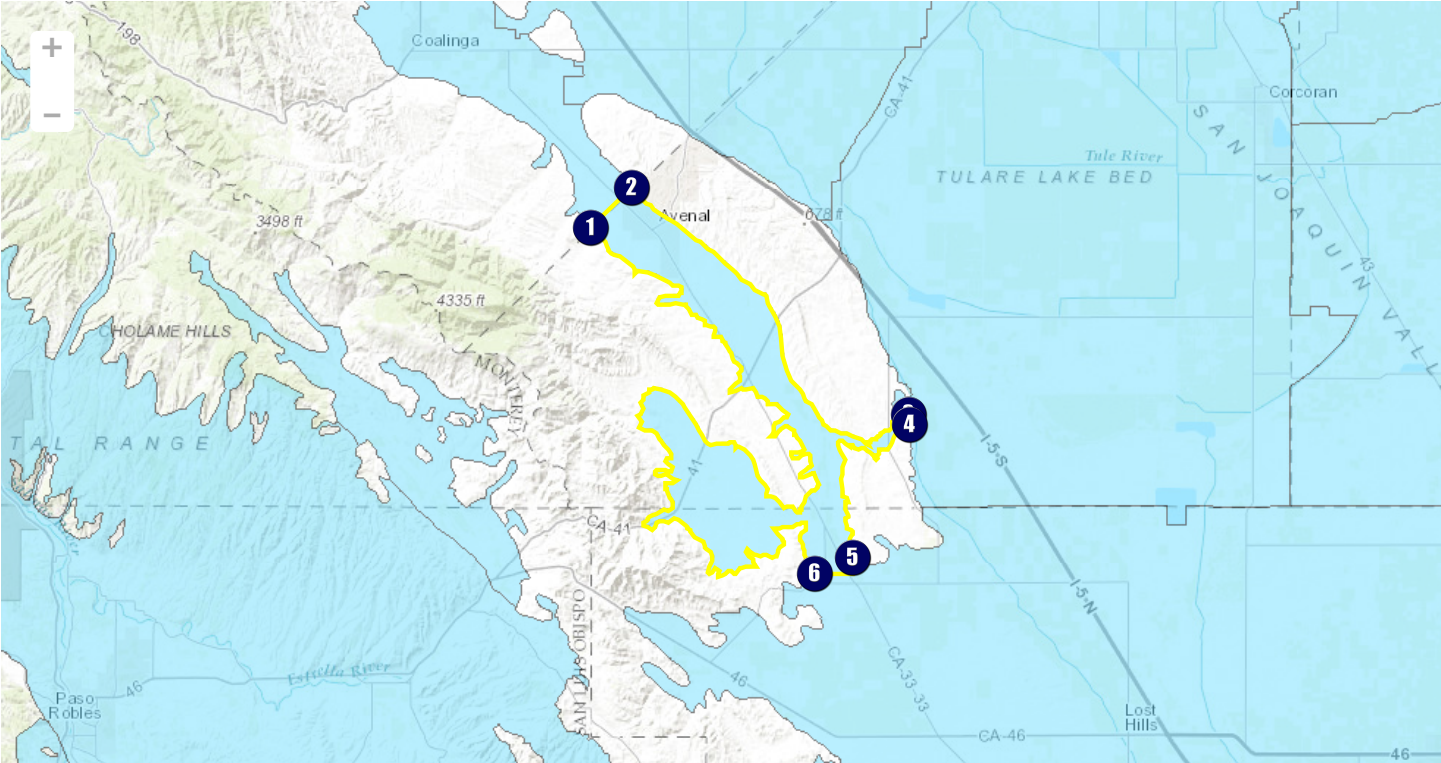 +
−
198
Coalinga
CA-41
Corcoran
SAN JOAQUIN VALL
Tule River
TULARE LAKE BED
2
1
Avenal
678 ft
3498 ft
4335 ft
43
CHOLAME HILLS
MONTEREY
4
TAL RANGE
41
I-5-S
CA-41
5
6
I-5-N
SAN LUIS OBISPO
CA-33-33
Estrella River
46
46
Paso
Robles
Lost
Hills
CA-46
46